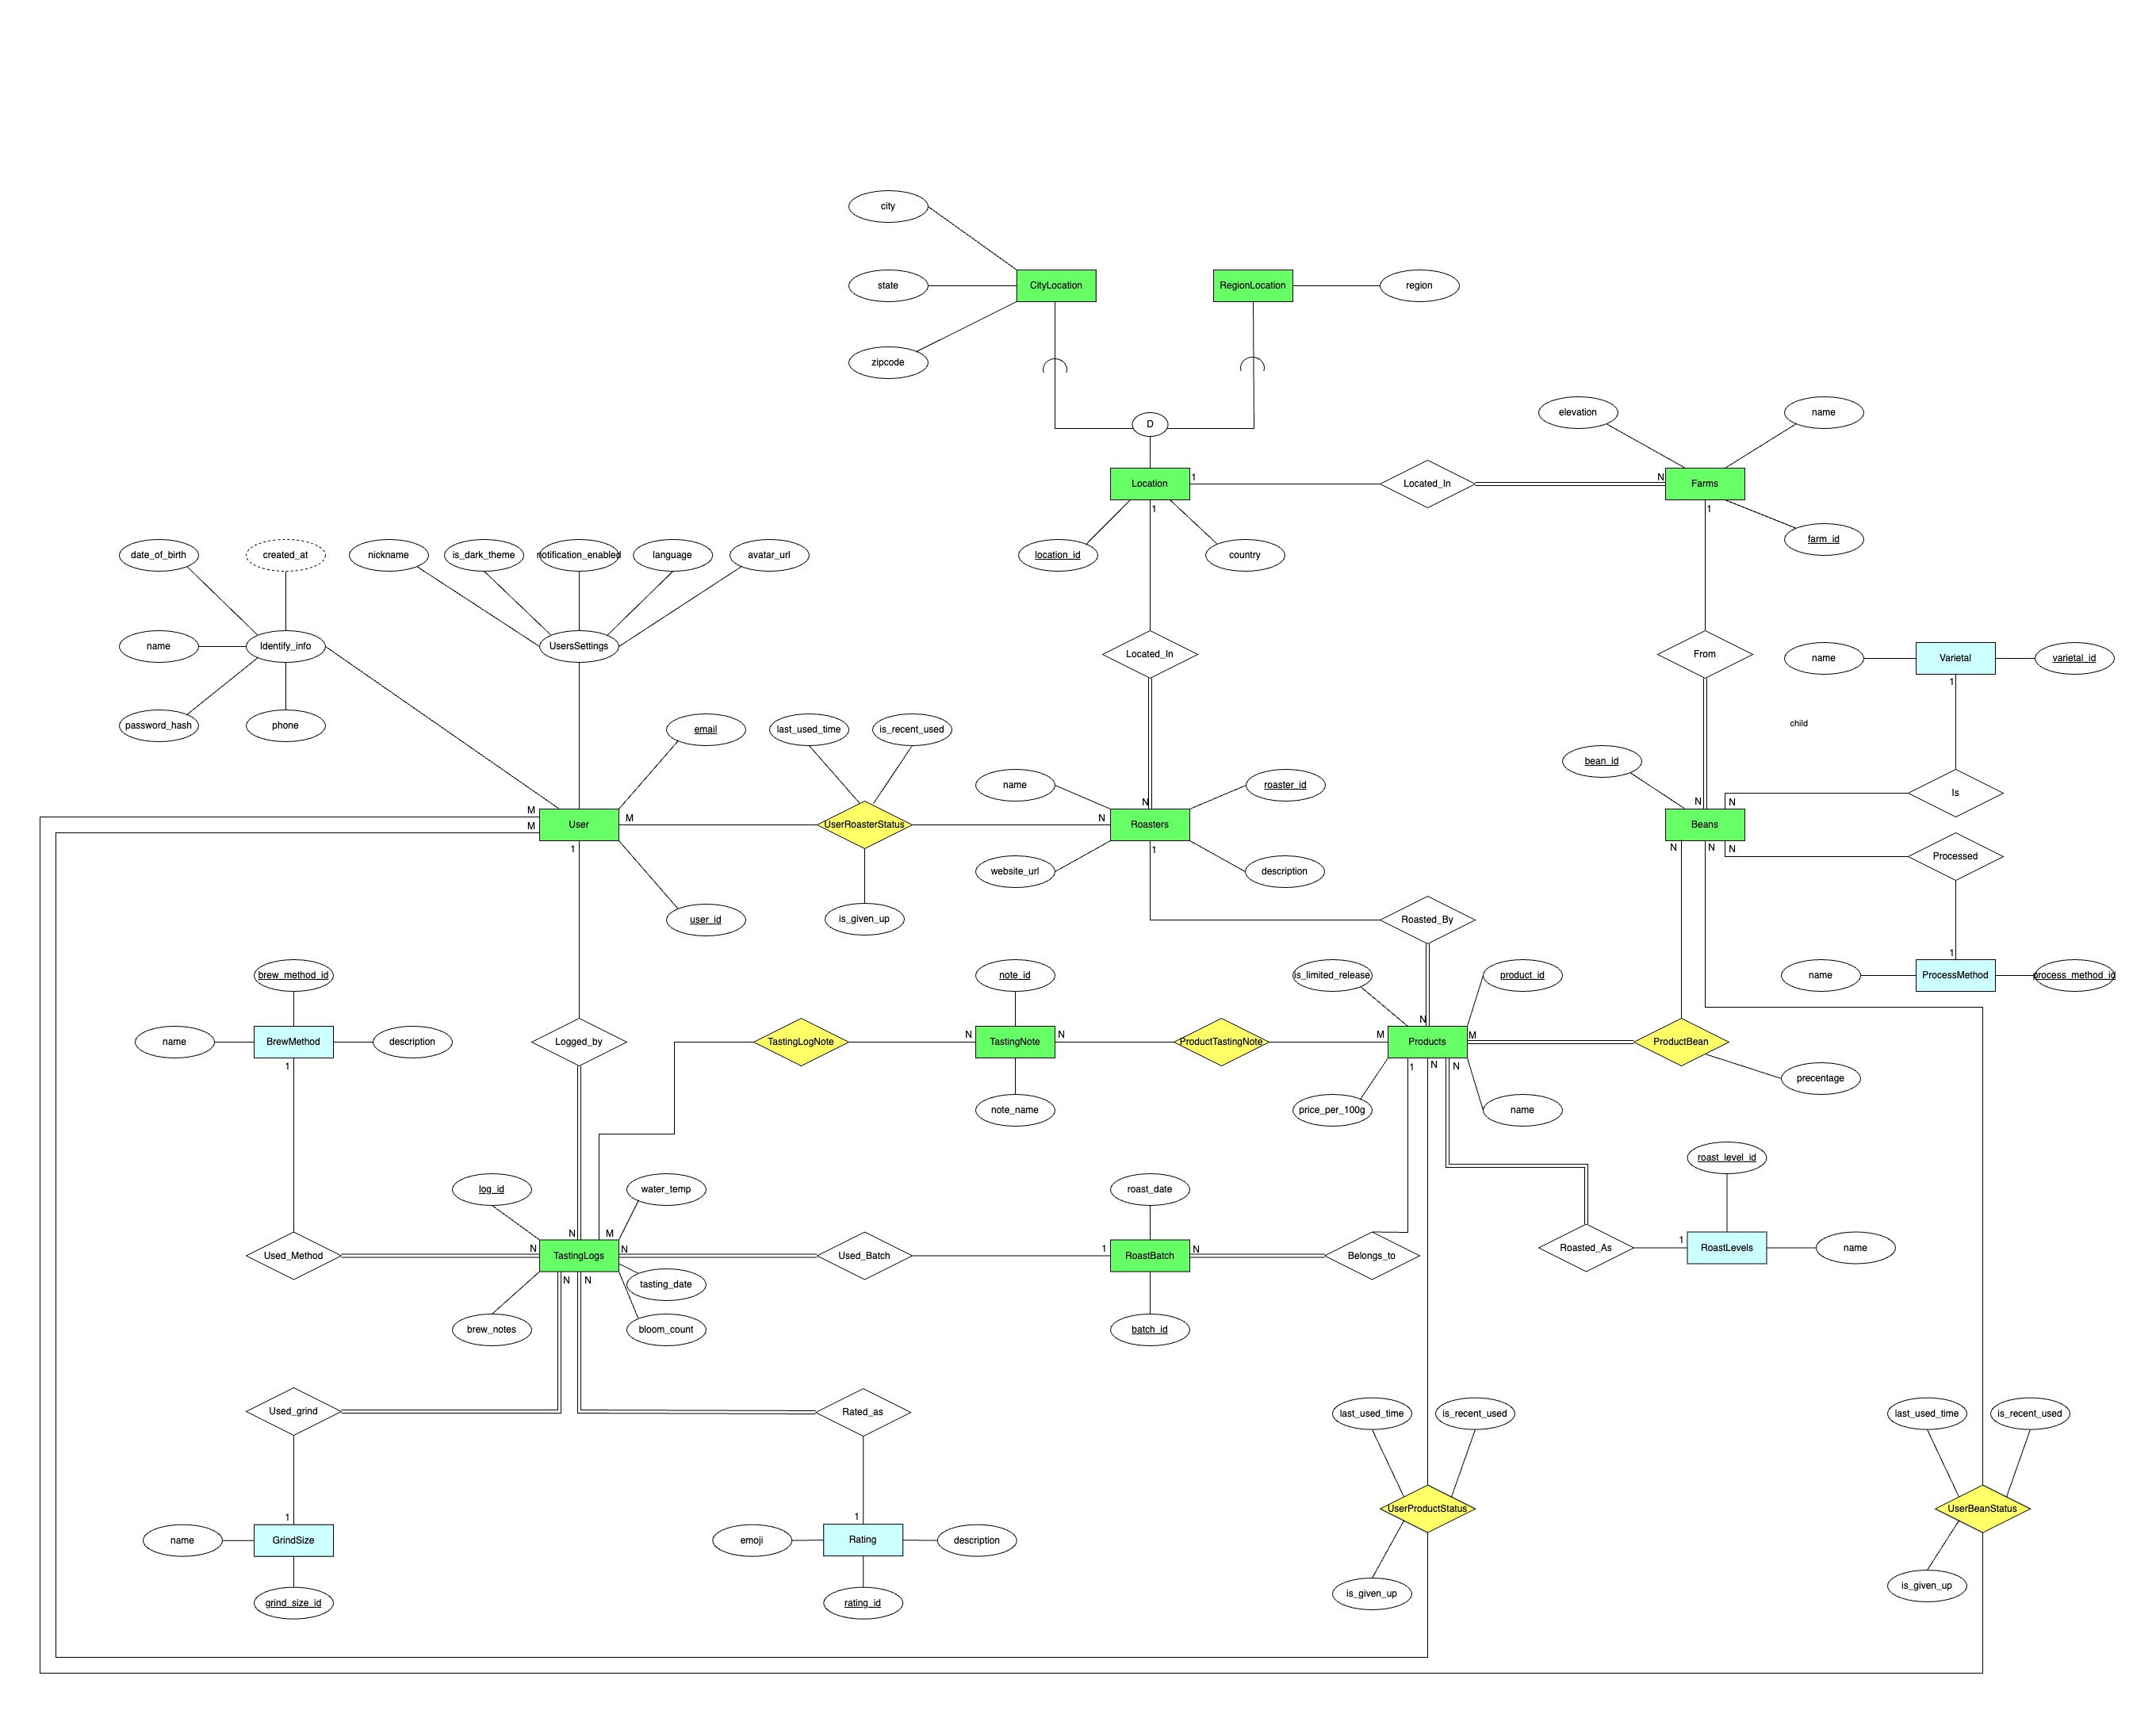 city
state
CityLocation
RegionLocation
region
zipcode
D
elevation
name
1
Location
Located_In
N
Farms
1
1
location_id
country
farm_id
date_of_birth
created_at
nickname
is_dark_theme
notification_enabled
language
avatar_url
name
Identify_info
UsersSettings
Located_In
From
name
Varietal
varietal_id
1
password_hash
phone
email
last_used_time
is_recent_used
child
bean_id
name
roaster_id
Is
M
M
User
M
UserRoasterStatus
N
N
Roasters
N
N
Beans
1
1
N
N
N
Processed
website_url
description
user_id
is_given_up
Roasted_By
1
brew_method_id
note_id
is_limited_release
product_id
name
ProcessMethod
process_method_id
N
name
BrewMethod
description
Logged_by
TastingLogNote
N
TastingNote
N
ProductTastingNote
M
Products
M
ProductBean
1
1
N
N
precentage
note_name
price_per_100g
name
roast_level_id
log_id
water_temp
roast_date
N
M
Used_Method
N
TastingLogs
N
Used_Batch
1
RoastBatch
N
Belongs_to
Roasted_As
1
RoastLevels
name
N
N
tasting_date
brew_notes
bloom_count
batch_id
Used_grind
Rated_as
last_used_time
is_recent_used
last_used_time
is_recent_used
1
1
UserProductStatus
UserBeanStatus
name
GrindSize
emoji
Rating
description
is_given_up
is_given_up
grind_size_id
rating_id